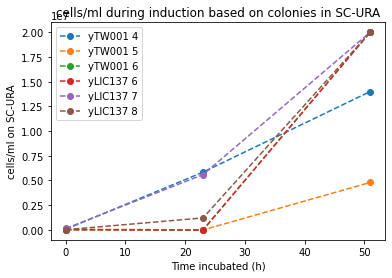 cells/ml during induction based on colonies in SC-URA
1e7
yTW001 4
yTW001 5
yTW001 6
yLIC137 6
yLIC137 7
yLIC137 8
cells/ml on SC-URA
2.00
1.75
1.50
1.25
1.00
0.75
0.50
0.25
0.00
0 10 20 30 40 50
Time incubated (h)